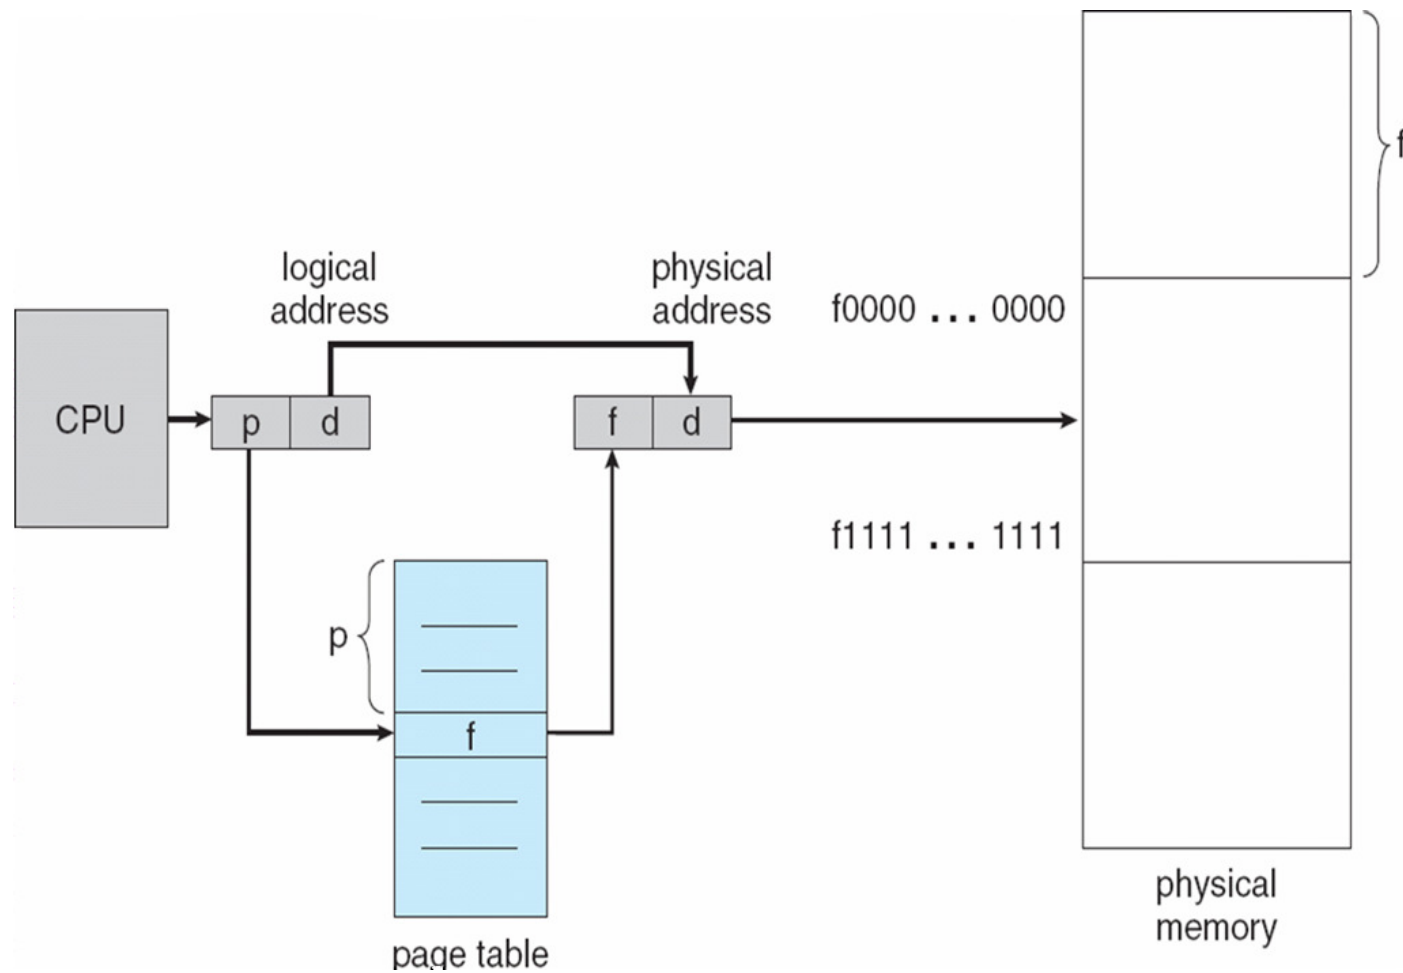 f
logical
address
physical
address
f0000 ... 0000
CPU
p
d
f
d
f1111 ... 1111
p
f
physical
memory
page table